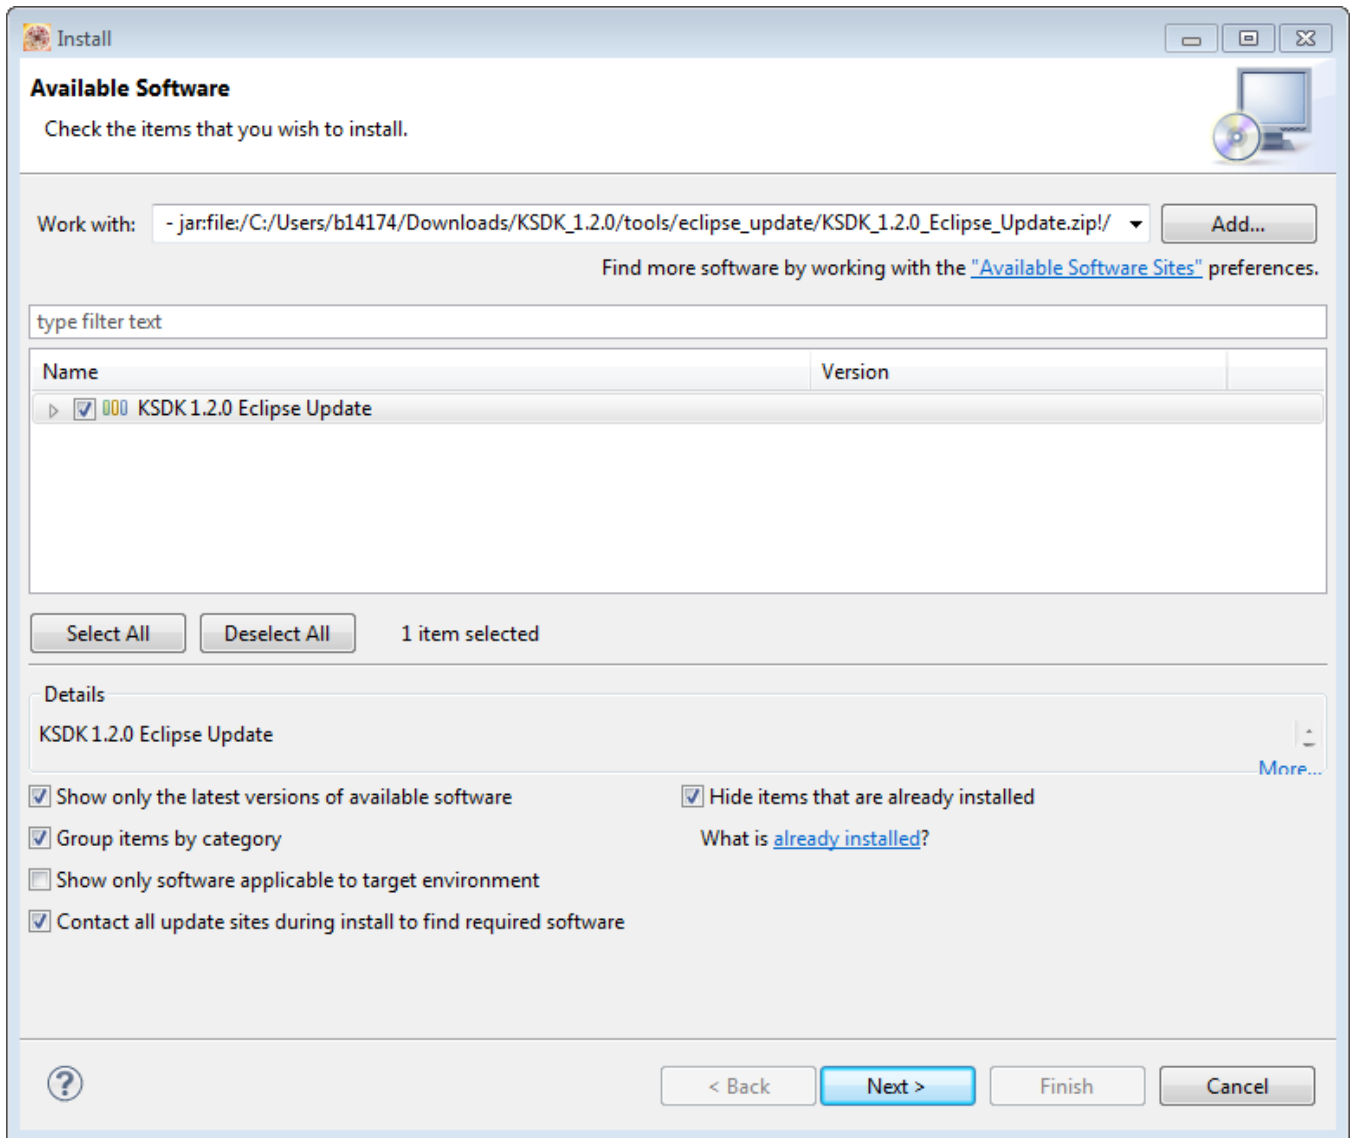 Install
Available Software
Check the items that you wish to install.
Work with: - jar:file:/C:/Users/b14174/Downloads/KSDK_1.2.0/tools/eclipse_update/KSDK_1.2.0_Eclipse_Update.zip!/ Add...
Find more software by working with the "Available Software Sites" preferences.
type filter text
Name Version
KSDK 1.2.0 Eclipse Update
Select All Deselect All 1 item selected
Details
KSDK 1.2.0 Eclipse Update
More...
Show only the latest versions of available software Hide items that are already installed
Group items by category What is already installed?
Show only software applicable to target environment
Contact all update sites during install to find required software
? < Back Next > Finish Cancel